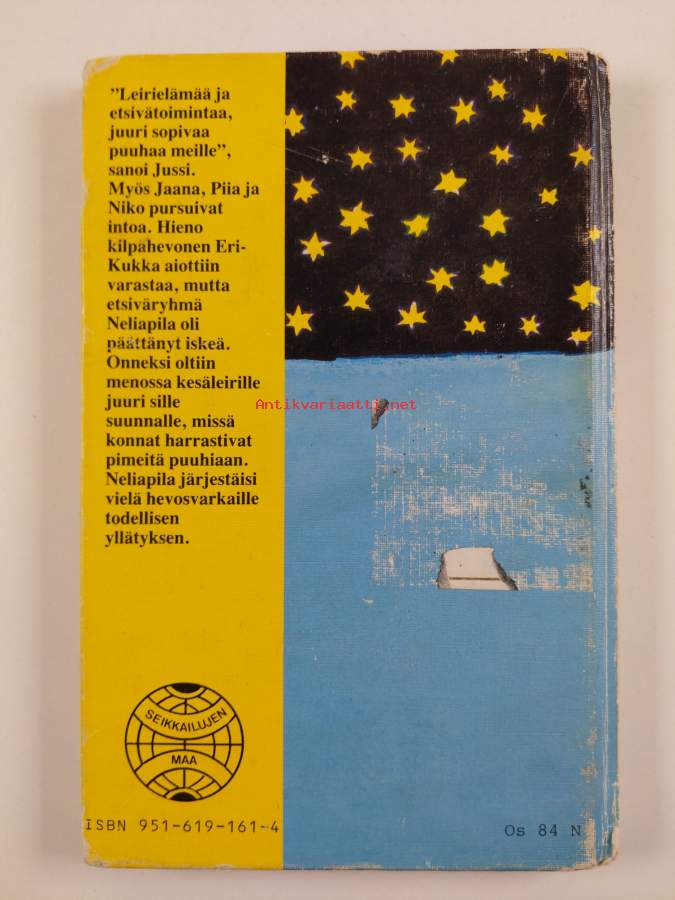 ”Leirielämää ja
etsivätoimintaa,
juuri sopivaa
puuhaa meille”,
sanoi Jussi.
Myös Jaana, Piia ja
Niko pursuivat
intoa. Hieno
kilpahevonen Eri-
Kukka aiottiin
varastaa, mutta
etsiväryhmä
Neliapila oli
päättänyt iskeä.
Onneksi oltiin
menossa kesäleirille
juuri sille
suunnalle, missä
konnat harrastivat
pimeitä puuhiaan.
Neliapila järjestäisi
vielä hevosvarkaille
todellisen
yllätyksen.
Antikvariaatti.net
SEIKKAILUJEN
MAA
ISBN 951-619-161-4
Os 84 N